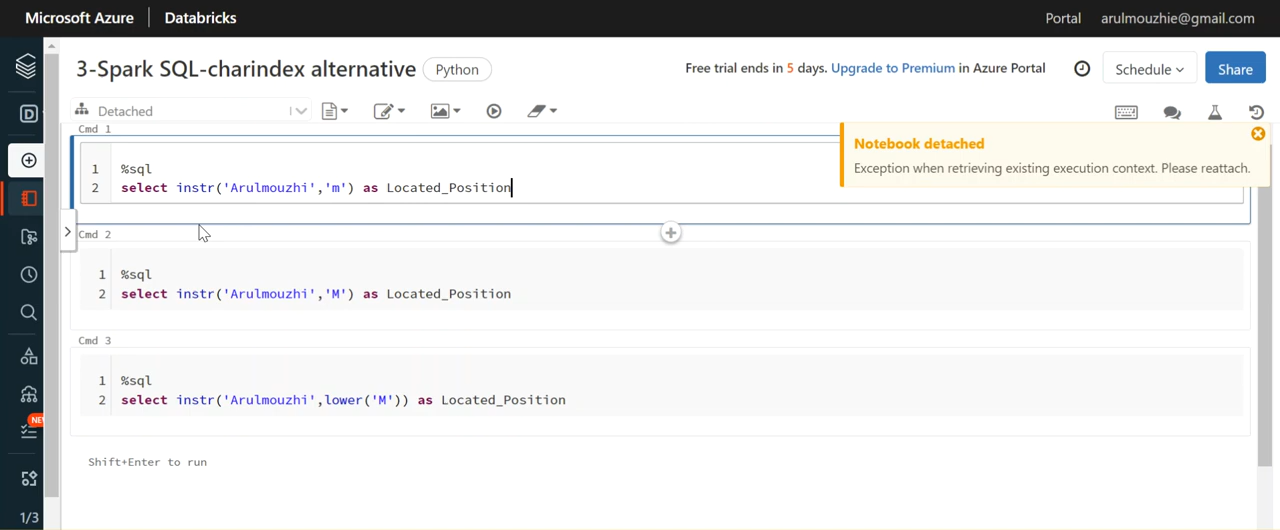 Microsoft Azure Databricks Portal arulmouzhie@gmail.com
3-Spark SQL-charindex alternative Python Free trial ends in 5 days. Upgrade to Premium in Azure Portal Schedule Share
D Detached
Cmd 1
Notebook detached
Exception when retrieving existing execution context. Please reattach.
1 %sql
2 select instr('Arulmouzhi','m') as Located_Position
Cmd 2
1 %sql
2 select instr('Arulmouzhi','M') as Located_Position
Cmd 3
1 %sql
2 select instr('Arulmouzhi',lower('M')) as Located_Position
NEW
Shift+Enter to run
1/3